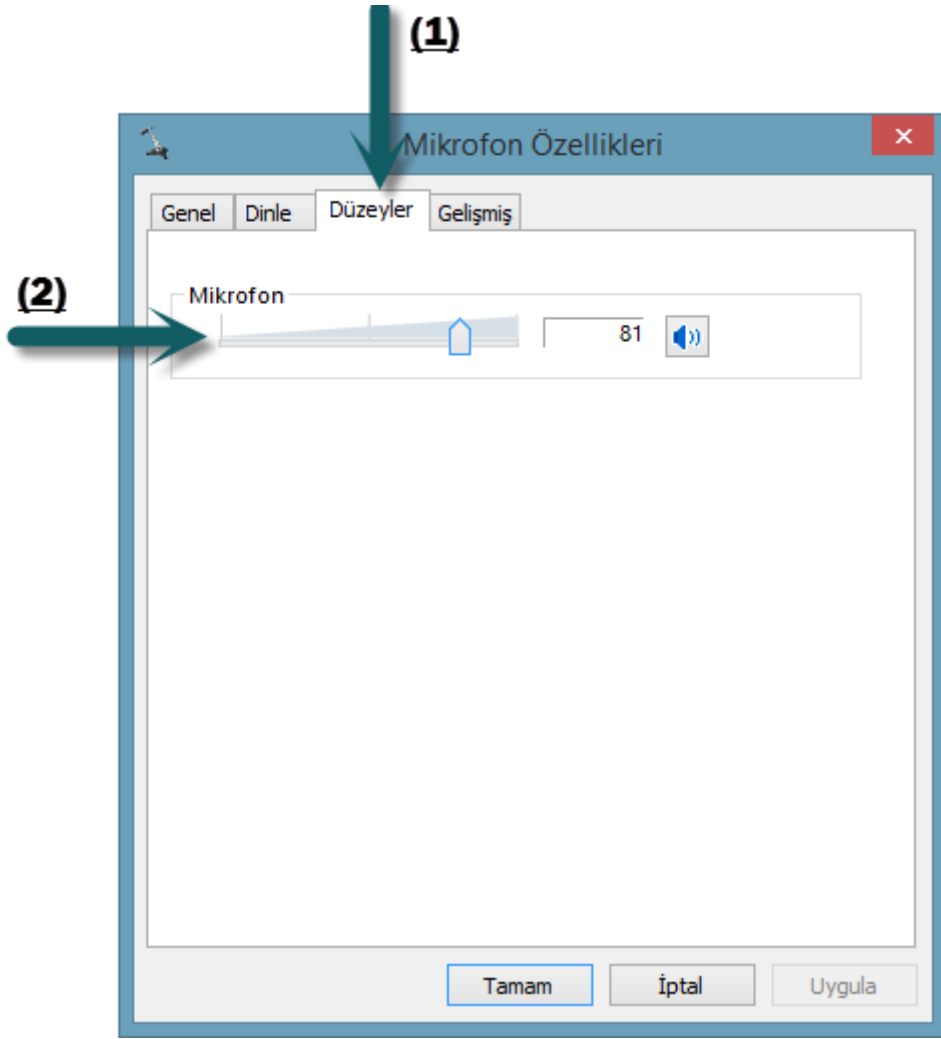 (1)
Mikrofon Özellikleri
Genel Dinle Düzeyler Gelişmiş
(2)
Mikrofon
81
Tamam İptal Uygula